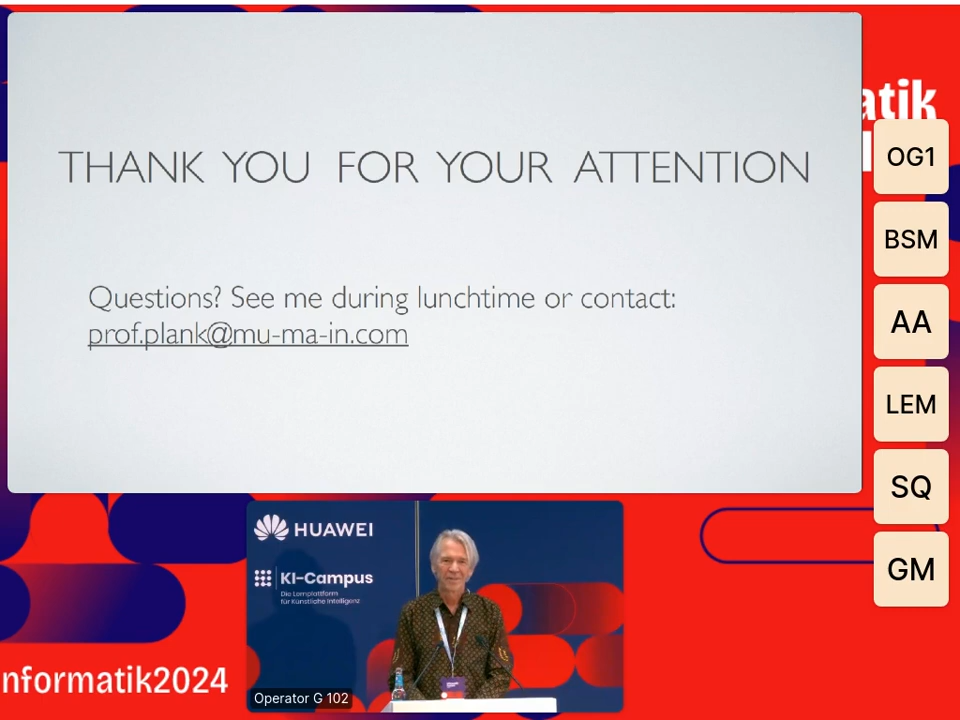 THANK YOU FOR YOUR ATTENTION
Questions? See me during lunchtime or contact:
prof.plank@mu-ma-in.com
atik
OG1
BSM
AA
LEM
SQ
GM
HUAWEI
KI-Campus
Die Lernplattform
für Künstliche Intelligenz
Operator G 102
nformatik2024